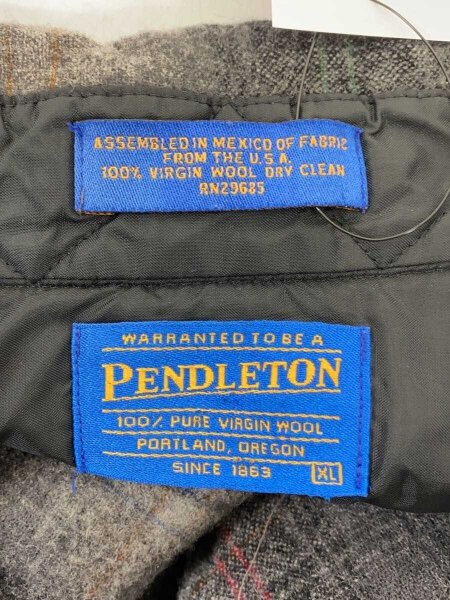 ASSEMBLED IN MEXICO OF FABRIC
FROM THE U.S.A.
100% VIRGIN WOOL DRY CLEAN
RN29685
WARRANTED TO BE A
PENDLETON
100% PURE VIRGIN WOOL
PORTLAND, OREGON
SINCE 1863
XL